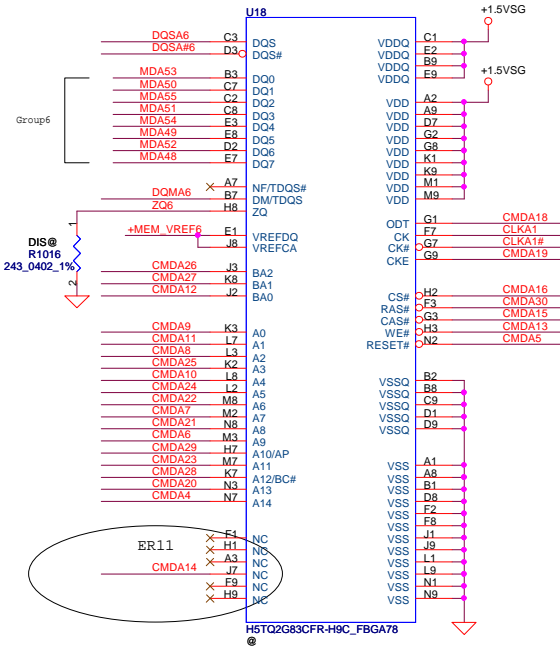 U18
+1.5VSG
DQSA6 C3 DQS VDDQ C1
DQSA#6 D3 DQS# VDDQ E2
VDDQ B9
MDA53 B3 DQ0 VDDQ E9
+1.5VSG
MDA50 C7 DQ1
MDA55 C2 DQ2 VDD A2
MDA51 C8 DQ3 VDD A9
Group6
MDA54 E3 DQ4 VDD D7
MDA49 E8 DQ5 VDD G2
MDA52 D2 DQ6 VDD G8
MDA48 E7 DQ7 VDD K1
VDD K9
A7 NF/TDQS# VDD M1
DQMA6 B7 DM/TDQS VDD M9
ZQ6 H8 ZQ
1
ODT G1 CMDA18
+MEM_VREF6 E1 VREFDQ CK F7 CLKA1
DIS@
J8 VREFCA CK# G7 CLKA1#
R1016
CKE G9 CMDA19
243_0402_1%
CMDA26 J3 BA2
CMDA27 K8 BA1
2
CMDA12 J2 BA0 CS# H2 CMDA16
RAS# F3 CMDA30
CAS# G3 CMDA15
CMDA9 K3 A0 WE# H3 CMDA13
CMDA11 L7 A1 RESET# N2 CMDA5
CMDA8 L3 A2
CMDA25 K2 A3
CMDA10 L8 A4 VSSQ B2
CMDA24 L2 A5 VSSQ B8
CMDA22 M8 A6 VSSQ C9
CMDA7 M2 A7 VSSQ D1
CMDA21 N8 A8 VSSQ D9
CMDA6 M3 A9
CMDA29 H7 A10/AP
CMDA23 M7 A11 VSS A1
CMDA28 K7 A12/BC# VSS A8
CMDA20 N3 A13 VSS B1
CMDA4 N7 A14 VSS D8
VSS F2
VSS F8
F1 NC VSS J1
ER11
H1 NC VSS J9
A3 NC VSS L1
CMDA14 J7 NC VSS L9
F9 NC VSS N1
H9 NC VSS N9
H5TQ2G83CFR-H9C_FBGA78
@